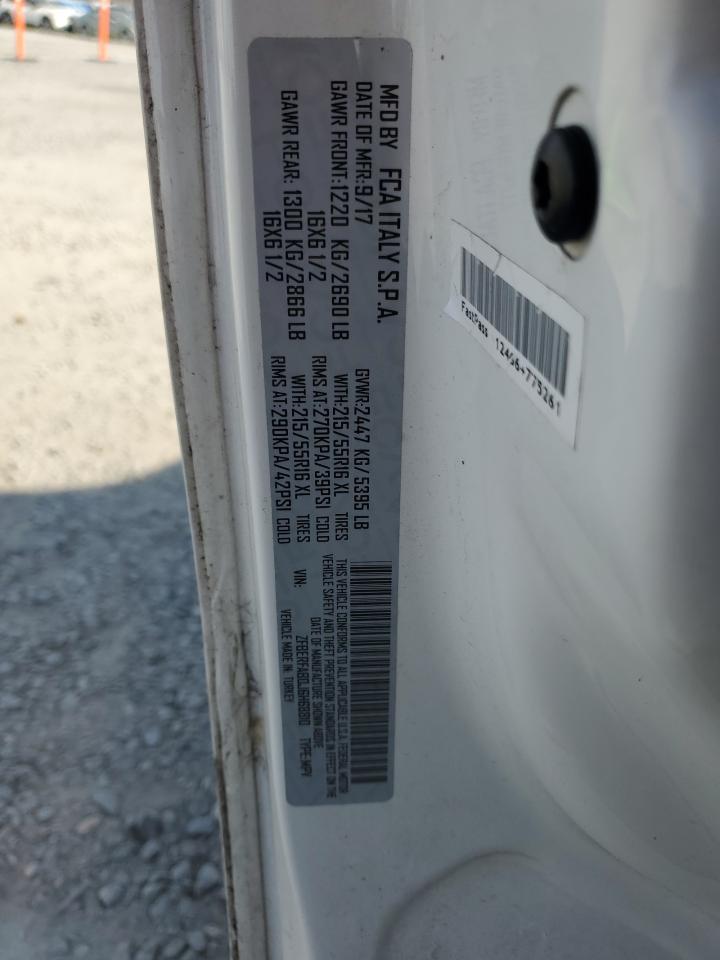 MFD BY FCA ITALY S.P.A.
DATE OF MFR:9/17 GVWR:2447 KG/5395 LB
GAWR FRONT:1220 KG/2690 LB WITH:215/55R16 XL TIRES
16X6 1/2 RIMS AT:270KPA/39PSI COLD
GAWR REAR: 1300 KG/2866 LB WITH:215/55R16 XL TIRES
16X6 1/2 RIMS AT:290KPA/42PSI COLD
THIS VEHICLE CONFORMS TO ALL APPLICABLE U.S.A. FEDERAL MOTOR
VEHICLE SAFETY AND THEFT PREVENTION STANDARDS IN EFFECT ON THE
DATE OF MANUFACTURE SHOWN ABOVE
VIN: ZFBERFAB0J6H68810 TYPE:MPV
VEHICLE MADE IN: TURKEY
FastPass 12466-775261